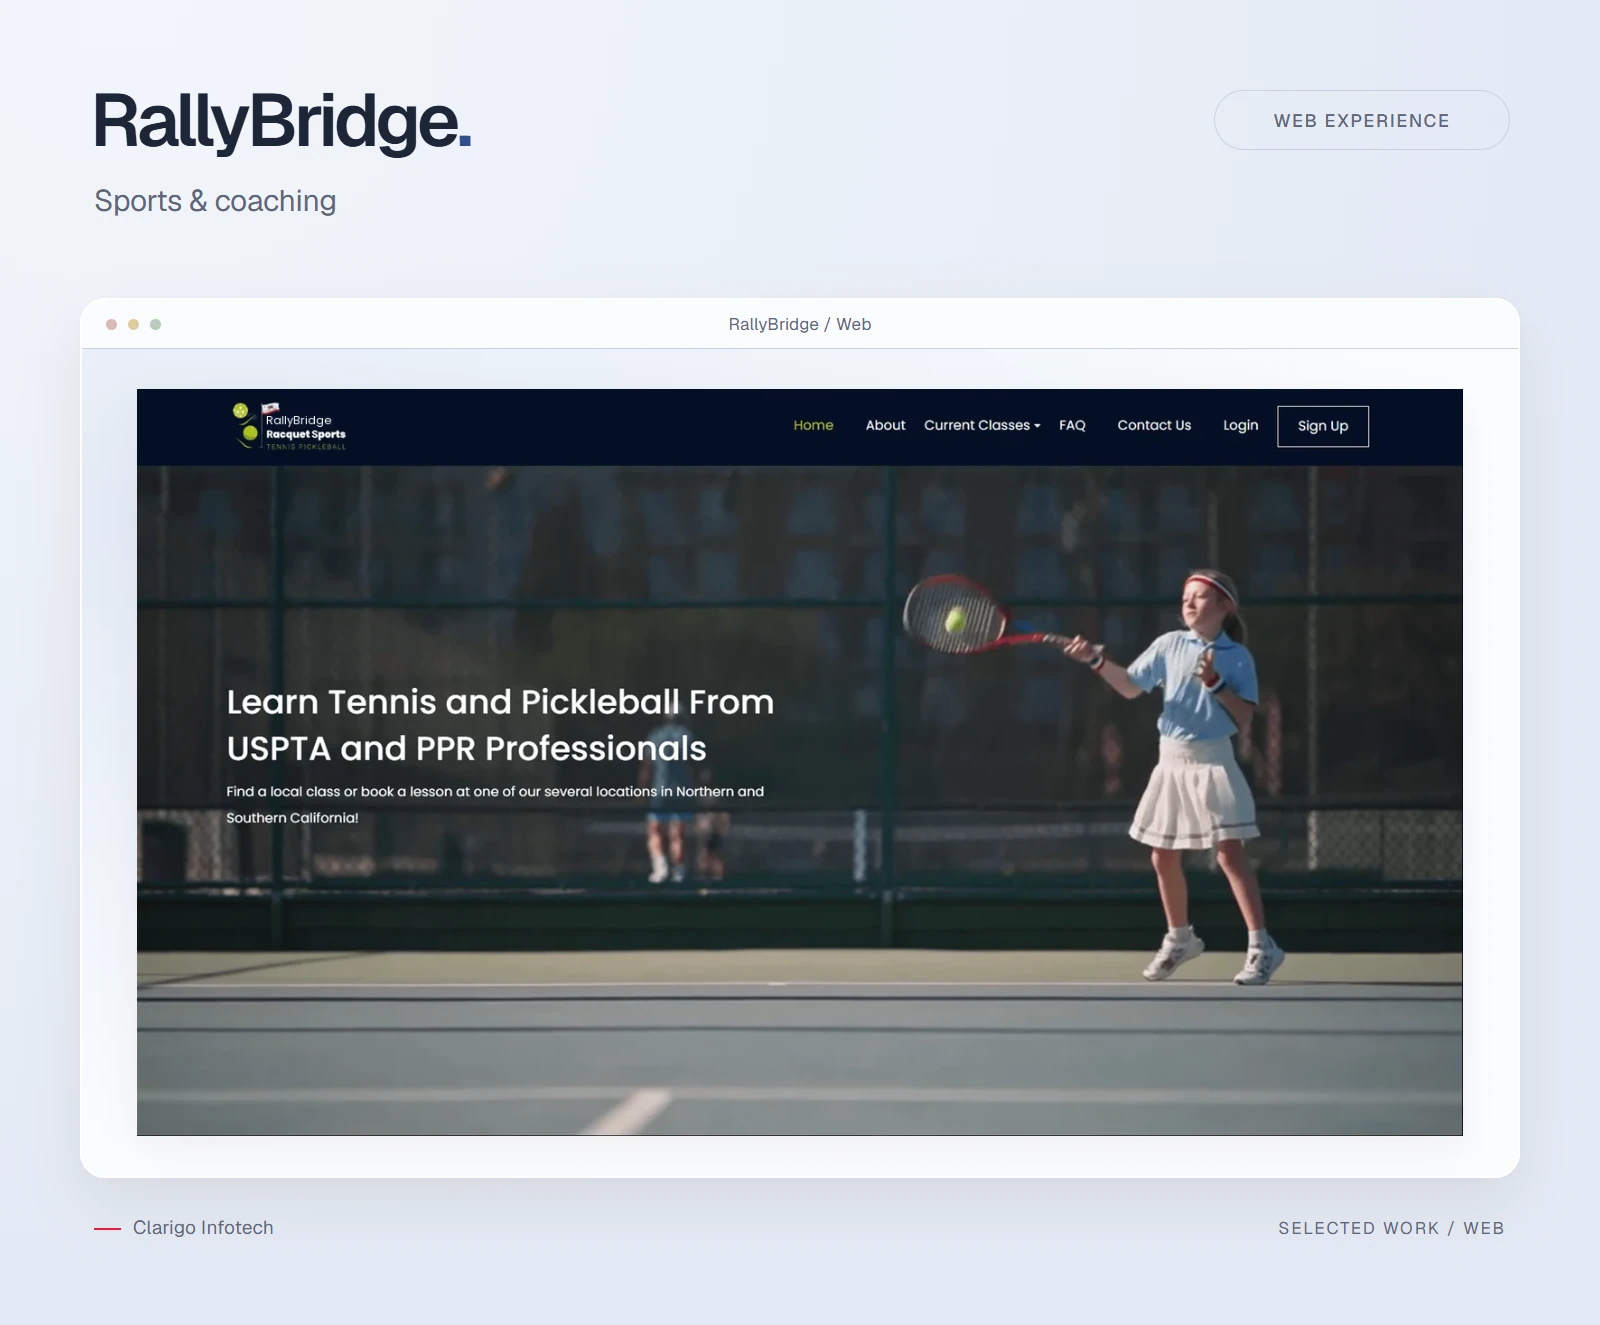 RallyBridge.
WEB EXPERIENCE
Sports & coaching
RallyBridge / Web
RallyBridge
Racquet Sports
TENNIS PICKLEBALL
Home About Current Classes FAQ Contact Us Login Sign Up
Learn Tennis and Pickleball From
USPTA and PPR Professionals
Find a local class or book a lesson at one of our several locations in Northern and
Southern California!
Clarigo Infotech
SELECTED WORK / WEB